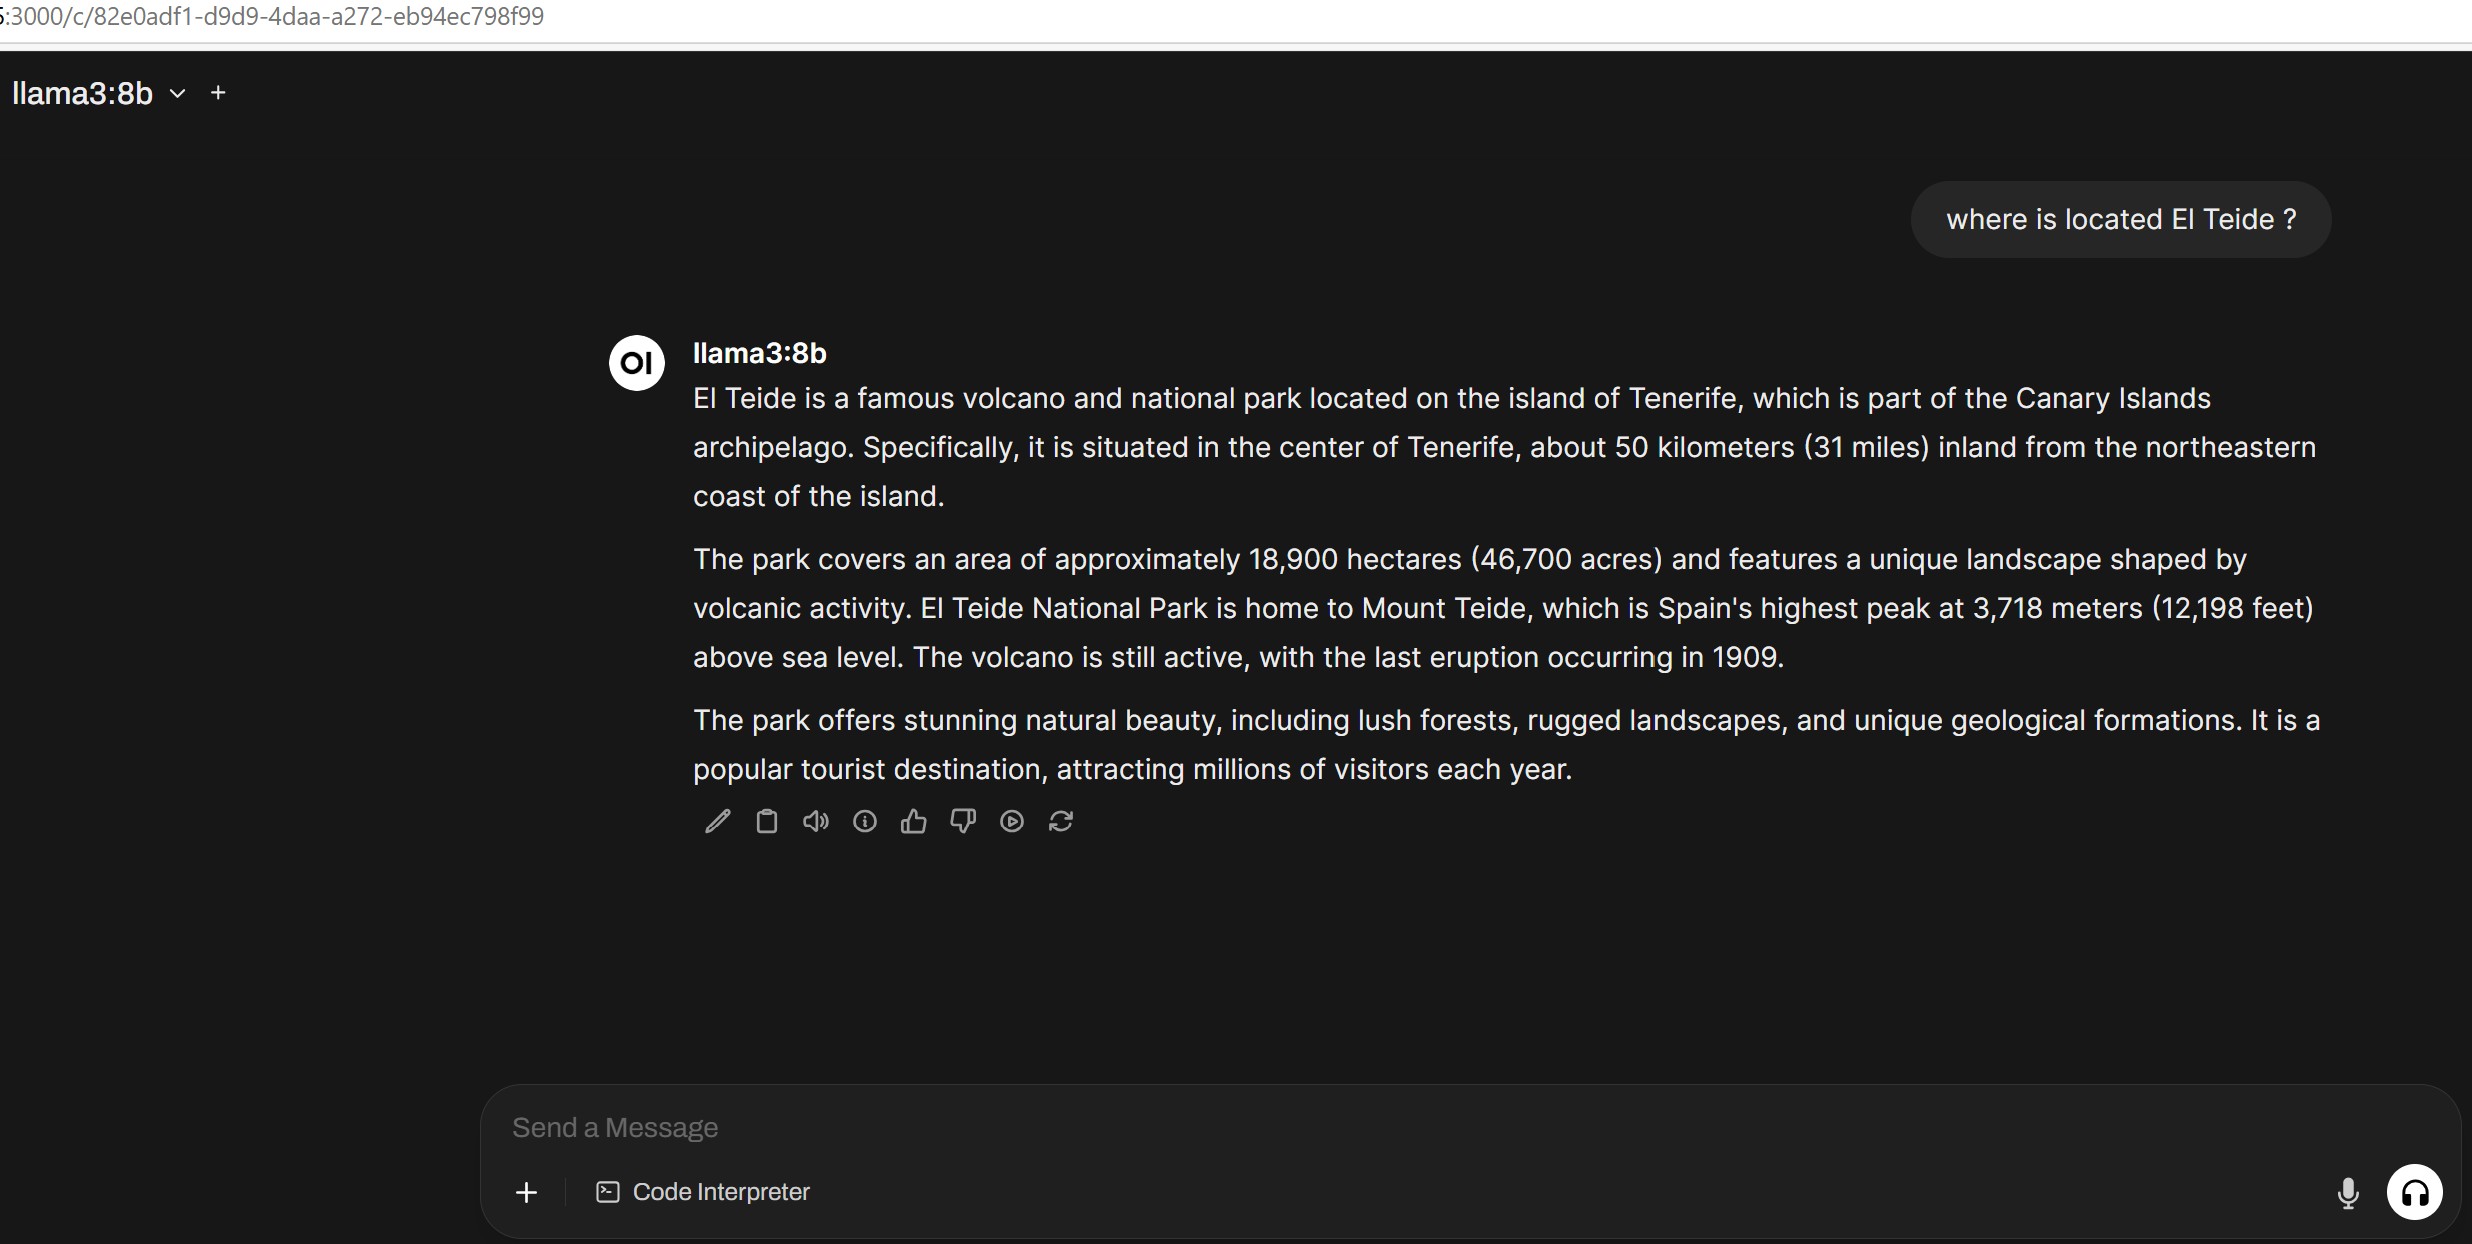 :3000/c/82e0adf1-d9d9-4daa-a272-eb94ec798f99
llama3:8b
where is located El Teide ?
OI
llama3:8b
El Teide is a famous volcano and national park located on the island of Tenerife, which is part of the Canary Islands
archipelago. Specifically, it is situated in the center of Tenerife, about 50 kilometers (31 miles) inland from the northeastern
coast of the island.
The park covers an area of approximately 18,900 hectares (46,700 acres) and features a unique landscape shaped by
volcanic activity. El Teide National Park is home to Mount Teide, which is Spain's highest peak at 3,718 meters (12,198 feet)
above sea level. The volcano is still active, with the last eruption occurring in 1909.
The park offers stunning natural beauty, including lush forests, rugged landscapes, and unique geological formations. It is a
popular tourist destination, attracting millions of visitors each year.
Send a Message
Code Interpreter